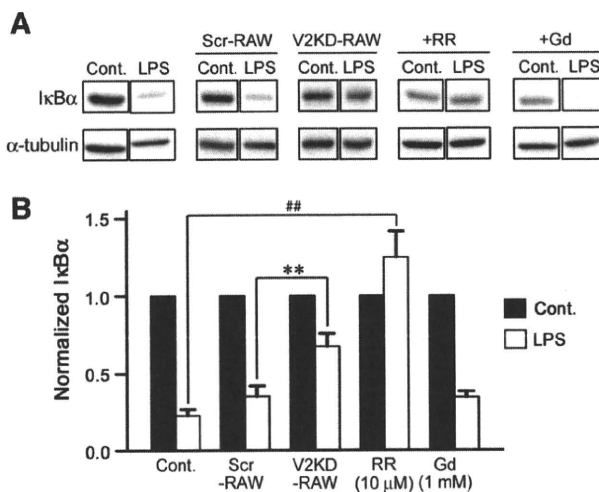 A
Scr-RAW V2KD-RAW +RR +Gd
Cont. LPS Cont. LPS Cont. LPS Cont. LPS Cont. LPS
IκBα
α-tubulin
B
Normalized IκBα
1.5
1.0
0.5
0.0
##
**
Cont.
LPS
Cont. Scr V2KD RR Gd
-RAW -RAW (10 μM) (1 mM)